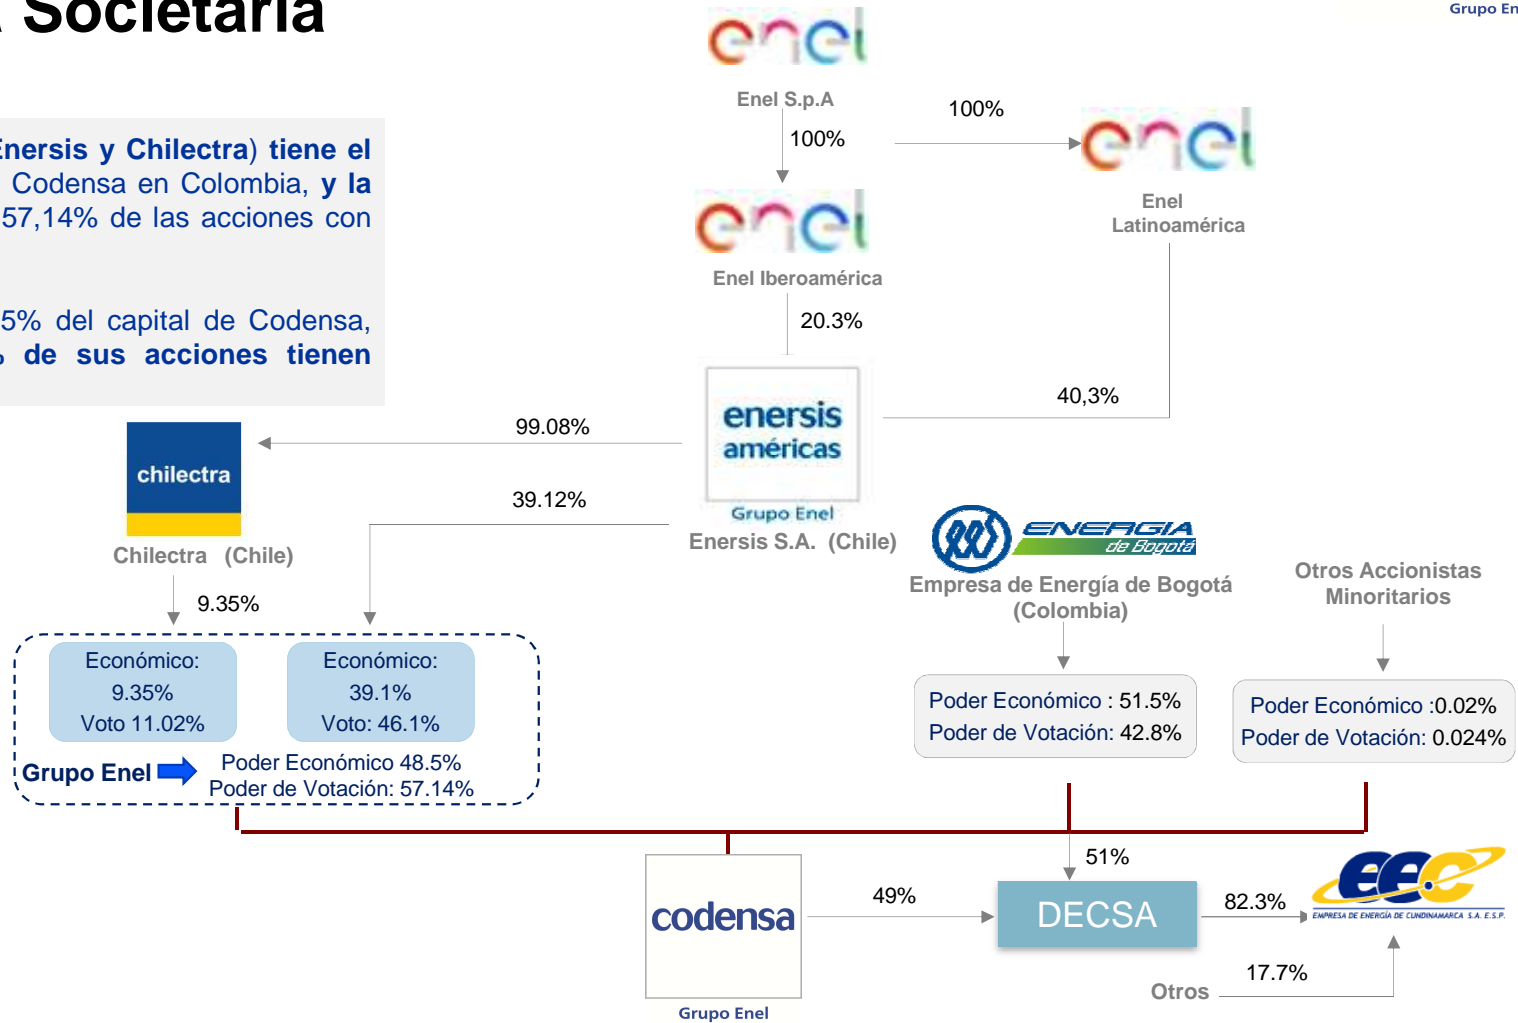 Societaria
Grupo En
enel
Enel S.p.A
100%
100%
enel
Enel
Latinoamérica
Enersis y Chilectra) tiene el
Codensa en Colombia, y la
57,14% de las acciones con
5% del capital de Codensa,
% de sus acciones tienen
enel
Enel Iberoamérica
20.3%
40,3%
enersis
américas
Grupo Enel
Enersis S.A. (Chile)
99.08%
39.12%
chilectra
Chilectra (Chile)
9.35%
ENERGIA
de Bogotá
Empresa de Energía de Bogotá
(Colombia)
Otros Accionistas
Minoritarios
Económico:
9.35%
Voto 11.02%
Económico:
39.1%
Voto: 46.1%
Grupo Enel
Poder Económico 48.5%
Poder de Votación: 57.14%
Poder Económico : 51.5%
Poder de Votación: 42.8%
Poder Económico :0.02%
Poder de Votación: 0.024%
51%
codensa
Grupo Enel
49%
DECSA
82.3%
eec
EMPRESA DE ENERGÍA DE CUNDINAMARCA S.A. E.S.P.
17.7%
Otros